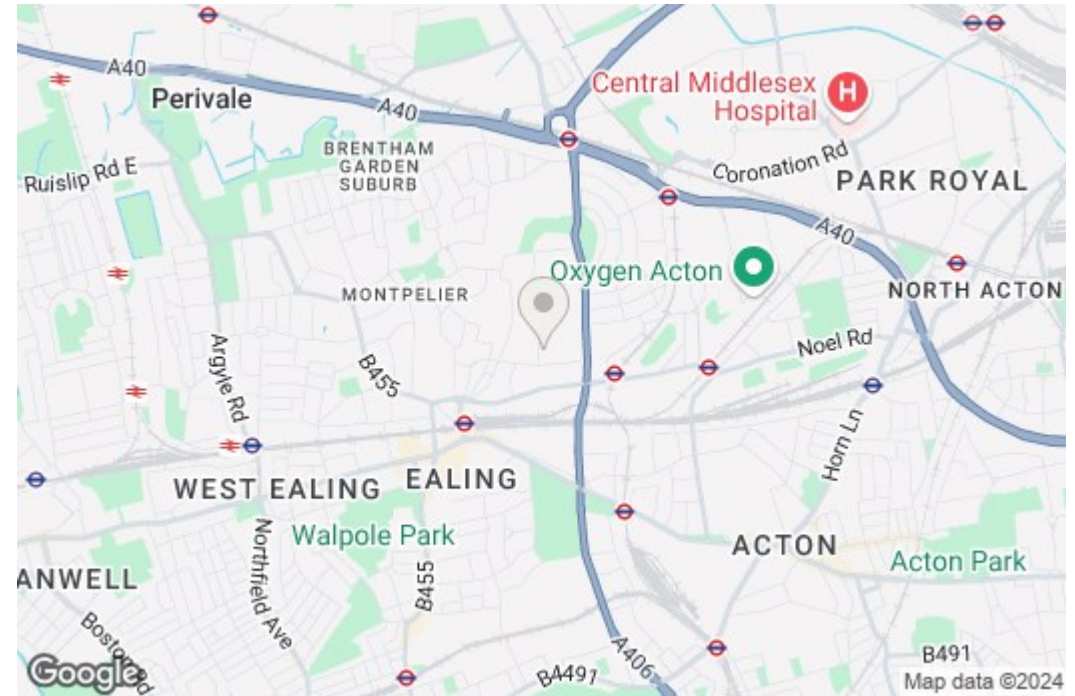 A40
Perivale
A40
Central Middlesex
Hospital
H
BRENTHAM
GARDEN
SUBURB
Ruislip Rd E
Coronation Rd
PARK ROYAL
A40
Oxygen Acton
MONTPELIER
NORTH ACTON
Argyle Rd
B455
Noel Rd
Horn Ln
WEST EALING
EALING
Walpole Park
Northfield Ave
B455
ACTON
Acton Park
ANWELL
Boston Rd
A406
B4491
B491
Google
Map data ©2024